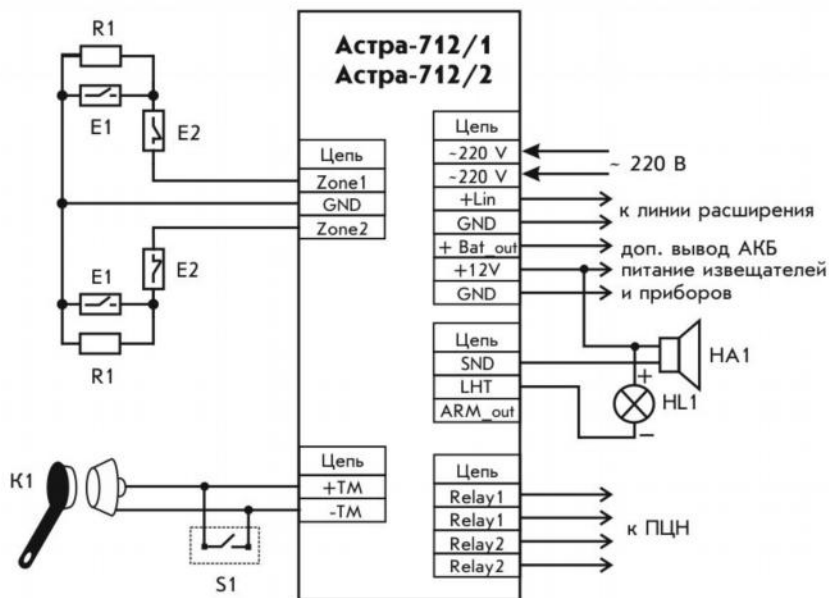 Астра-712/1
Астра-712/2
R1
E1
E2
Цепь
Zone1
GND
Zone2
E2
E1
R1
Цепь
~220 V
~220 V
+Lin
GND
+ Bat_out
+12V
GND
~ 220 В
к линии расширения
доп. вывод АКБ
питание извещателей
и приборов
Цепь
SND
LHT
ARM_out
HA1
+
HL1
−
K1
Цепь
+TM
-TM
S1
Цепь
Relay1
Relay1
Relay2
Relay2
к ПЦН